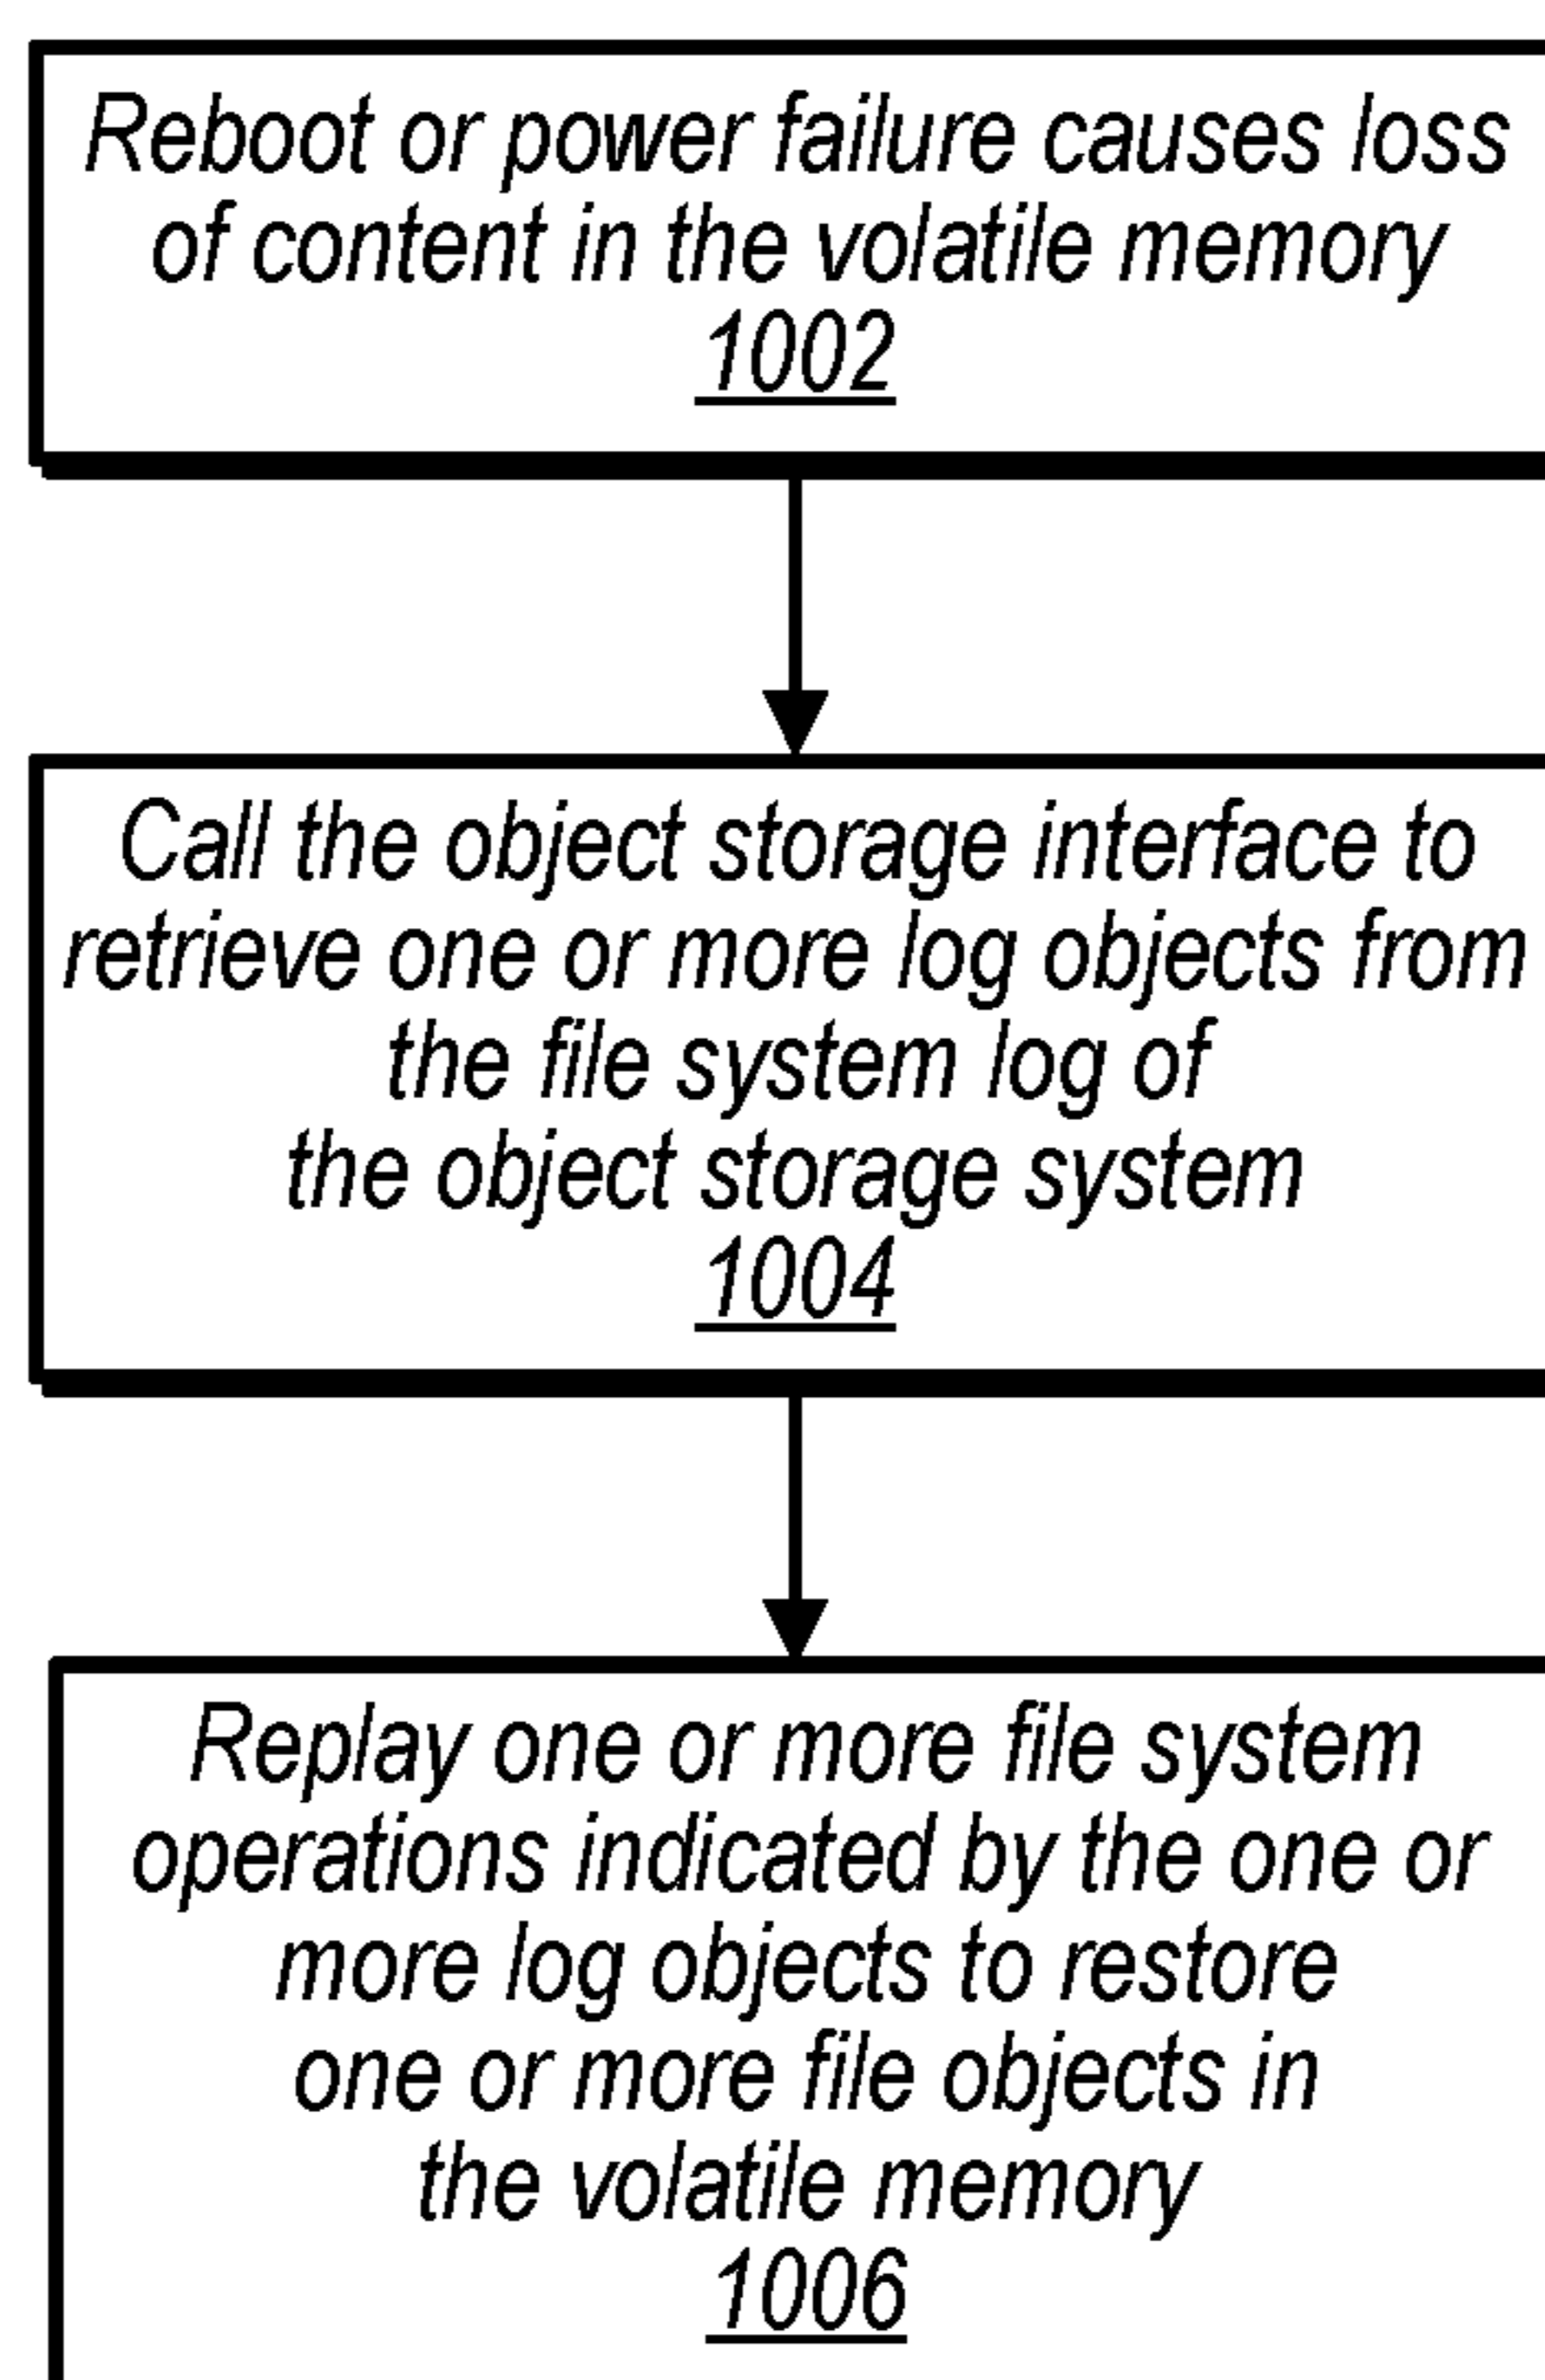 Reboot or power failure causes loss
of content in the volatile memory
1002
Call the object storage interface to
retrieve one or more log objects from
the file system log of
the object storage system
1004
Replay one or more file system
operations indicated by the one or
more log objects to restore
one or more file objects in
the volatile memory
1006